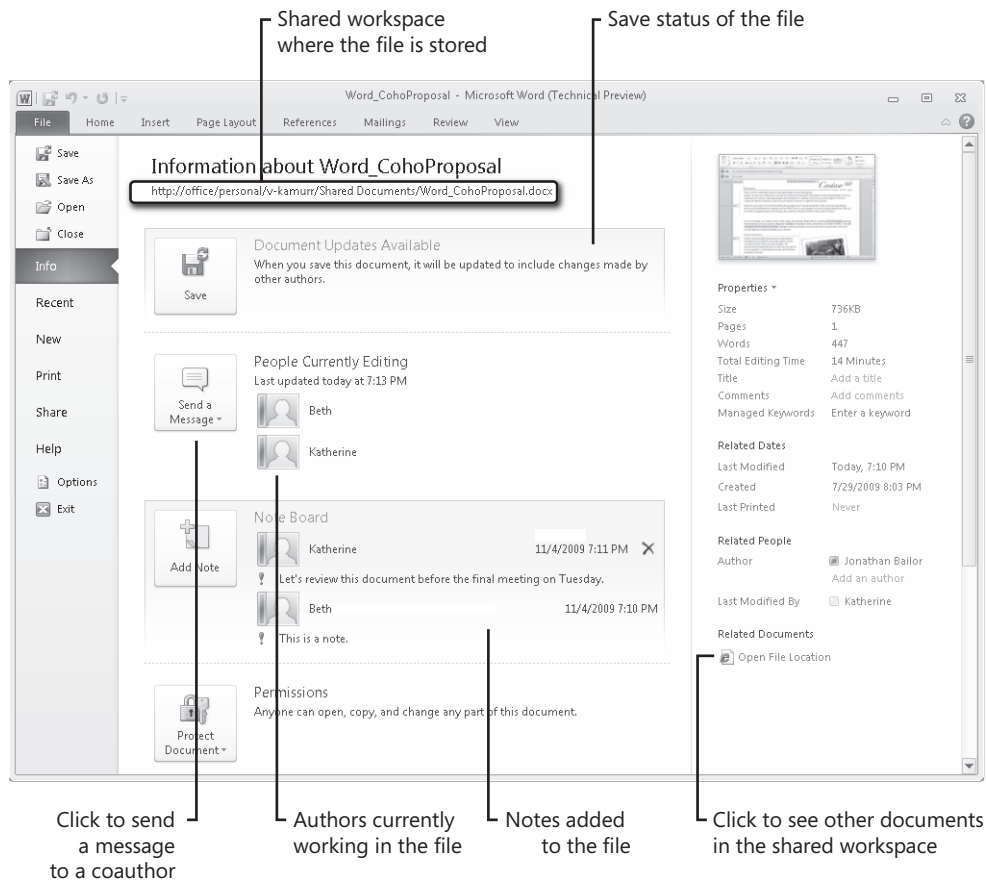 Shared workspace
where the file is stored
Save status of the file
Word_CohoProposal - Microsoft Word (Technical Preview)
File Home Insert Page Layout References Mailings Review View
Save
Save As
Open
Close
Info
Recent
New
Print
Share
Help
Options
Exit
Information about Word_CohoProposal
http://office/personal/v-kamurr/Shared Documents/Word_CohoProposal.docx
Save
Document Updates Available
When you save this document, it will be updated to include changes made by
other authors.
Send a
Message
People Currently Editing
Last updated today at 7:13 PM
Beth
Katherine
Add Note
Note Board
Katherine 11/4/2009 7:11 PM
Let's review this document before the final meeting on Tuesday.
Beth 11/4/2009 7:10 PM
This is a note.
Protect
Document
Permissions
Anyone can open, copy, and change any part of this document.
Properties
Size 736KB
Pages 1
Words 447
Total Editing Time 14 Minutes
Title Add a title
Comments Add comments
Managed Keywords Enter a keyword
Related Dates
Last Modified Today, 7:10 PM
Created 7/29/2009 8:03 PM
Last Printed Never
Related People
Author Jonathan Bailor
Add an author
Last Modified By Katherine
Related Documents
Open File Location
Click to send
a message
to a coauthor
Authors currently
working in the file
Notes added
to the file
Click to see other documents
in the shared workspace